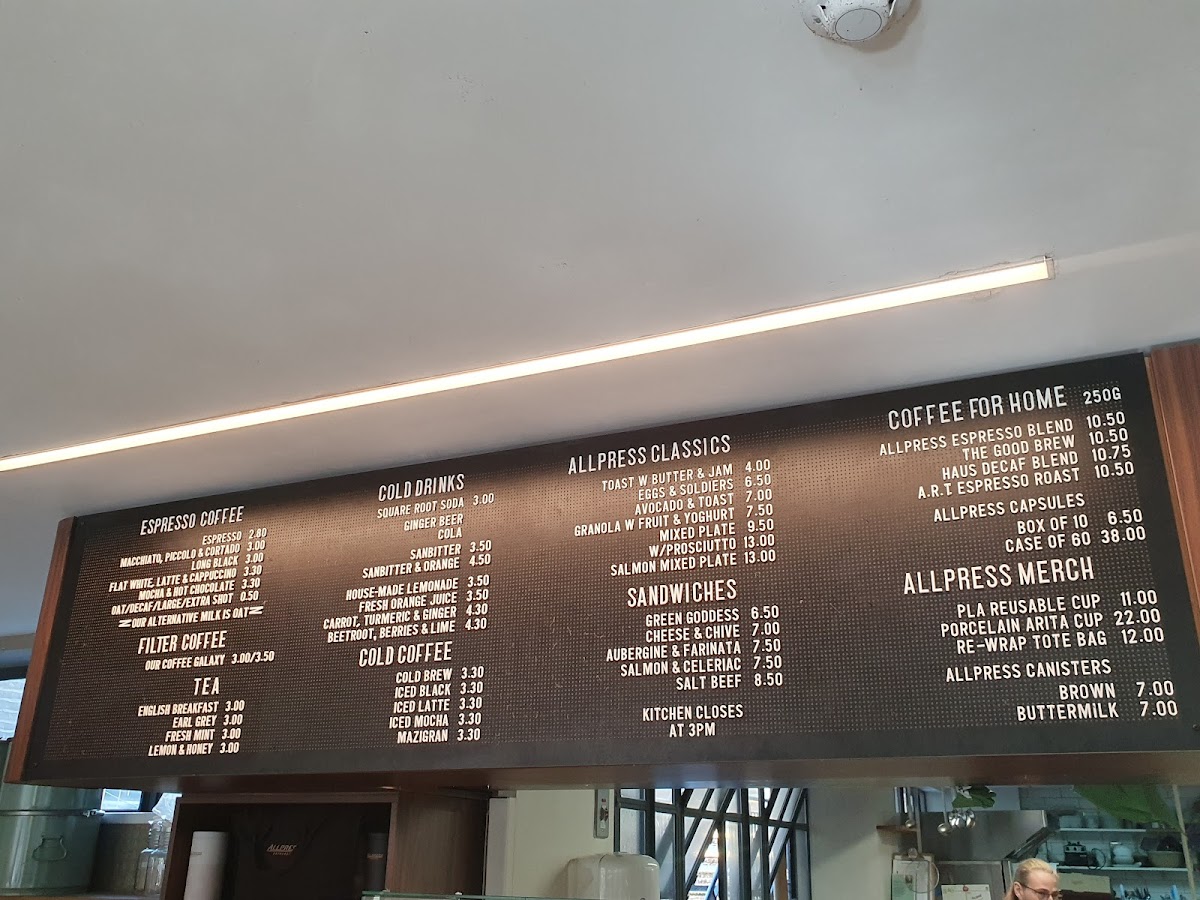 ESPRESSO COFFEE
ESPRESSO 2.80
MACCHIATO, PICCOLO & CORTADO 3.00
LONG BLACK 3.00
FLAT WHITE, LATTE & CAPPUCCINO 3.30
MOCHA & HOT CHOCOLATE 3.30
OAT/DECAF/LARGE/EXTRA SHOT 0.50
OUR ALTERNATIVE MILK IS OAT
FILTER COFFEE
OUR COFFEE GALAXY 3.00/3.50
TEA
ENGLISH BREAKFAST 3.00
EARL GREY 3.00
FRESH MINT 3.00
LEMON & HONEY 3.00
COLD DRINKS
SQUARE ROOT SODA 3.00
GINGER BEER
COLA
SANBITTER 3.50
SANBITTER & ORANGE 4.50
HOUSE-MADE LEMONADE 3.50
FRESH ORANGE JUICE 3.50
CARROT, TURMERIC & GINGER 4.30
BEETROOT, BERRIES & LIME 4.30
COLD COFFEE
COLD BREW 3.30
ICED BLACK 3.30
ICED LATTE 3.30
ICED MOCHA 3.30
MAZIGRAN 3.30
ALLPRESS CLASSICS
TOAST W BUTTER & JAM 4.00
EGGS & SOLDIERS 6.50
AVOCADO & TOAST 7.00
GRANOLA W FRUIT & YOGHURT 7.50
MIXED PLATE 9.50
W/PROSCIUTTO 13.00
SALMON MIXED PLATE 13.00
SANDWICHES
GREEN GODDESS 6.50
CHEESE & CHIVE 7.00
AUBERGINE & FARINATA 7.50
SALMON & CELERIAC 7.50
SALT BEEF 8.50
KITCHEN CLOSES
AT 3PM
COFFEE FOR HOME 250G
ALLPRESS ESPRESSO BLEND 10.50
THE GOOD BREW 10.50
HAUS DECAF BLEND 10.75
A.R.T. ESPRESSO ROAST 10.50
ALLPRESS CAPSULES
BOX OF 10 6.50
CASE OF 60 38.00
ALLPRESS MERCH
PLA REUSABLE CUP 11.00
PORCELAIN ARITA CUP 22.00
RE-WRAP TOTE BAG 12.00
ALLPRESS CANISTERS
BROWN 7.00
BUTTERMILK 7.00
ALLPRESS